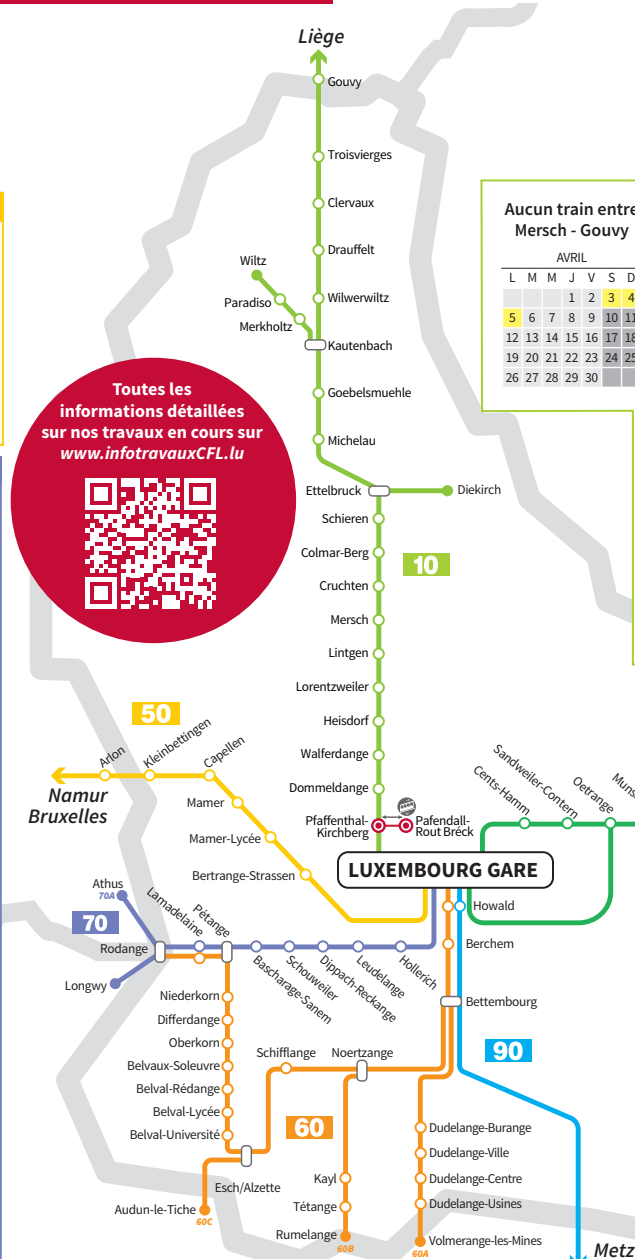 Liège
Gouvy
Troisvierges
Clervaux
Drauffelt
Wiltz
Paradiso
Merkholtz
Wilwerwiltz
Kautenbach
Goebelsmuehle
Michelau
Ettelbruck
Diekirch
Schieren
Colmar-Berg
10
Cruchten
Mersch
Lintgen
Lorentzweiler
Heisdorf
Walferdange
Dommeldange
Pfaffenthal-
Kirchberg
Pafendall-
Rout Bréck
LUXEMBOURG GARE
Aucun train entre
Mersch - Gouvy
AVRIL
L M M J V S D
1 2 3 4
5 6 7 8 9 10 11
12 13 14 15 16 17 18
19 20 21 22 23 24 25
26 27 28 29 30
Toutes les
informations détaillées
sur nos travaux en cours sur
www.infotravauxCFL.lu
50
Arlon
Kleinbettingen
Capellen
Namur
Bruxelles
Mamer
Mamer-Lycée
Bertrange-Strassen
Cents-Hamm
Sandweiler-Contern
Oetrange
Muns
Athus
70A
70
Lamadelaine
Pétange
Rodange
Longwy
Bascharage-Sanem
Schouweiler
Dippach-Reckange
Leudelange
Hollerich
Howald
Berchem
Bettembourg
90
Niederkorn
Differdange
Oberkorn
Belvaux-Soleuvre
Belval-Rédange
Belval-Lycée
Belval-Université
Schifflange
Noertzange
60
Esch/Alzette
Audun-le-Tiche
60C
Kayl
Tétange
Rumelange
60B
Dudelange-Burange
Dudelange-Ville
Dudelange-Centre
Dudelange-Usines
Volmerange-les-Mines
60A
Metz